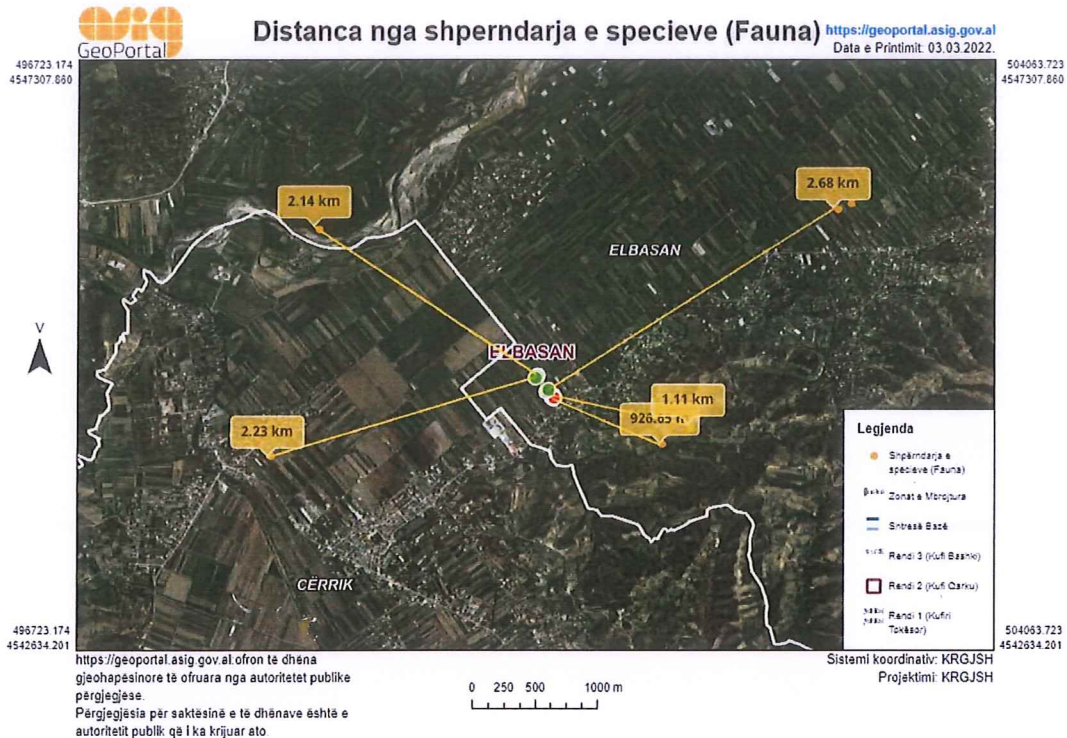 asig
GeoPortal
Distanca nga shperndarja e specieve (Fauna)
https://geoportal.asig.gov.al
Data e Printimit: 03.03.2022.
496723.174
4547307.860
504063.723
4547307.860
2.14 km
2.68 km
ELBASAN
V
ELBASAN
1.11 km
2.23 km
CËRRIK
Legjenda
Shpërndarja e
specieve (Fauna)
Zonat e Mbrojtura
Shtresë Bazë
Rendi 3 (Kufi Bashki)
Rendi 2 (Kufi Qarku)
Rendi 1 (Kufiri
Tokësor)
496723.174
4542634.201
504063.723
4542634.201
https://geoportal.asig.gov.al.ofron të dhëna
gjeohapësinore të ofruara nga autoritetet publike
përgjegjese.
Përgjegjësia për saktësinë e të dhënave është e
autoritetit publik që i ka krijuar ato
0 250 500 1000 m
Sistemi koordinativ: KRGJSH
Projektimi: KRGJSH